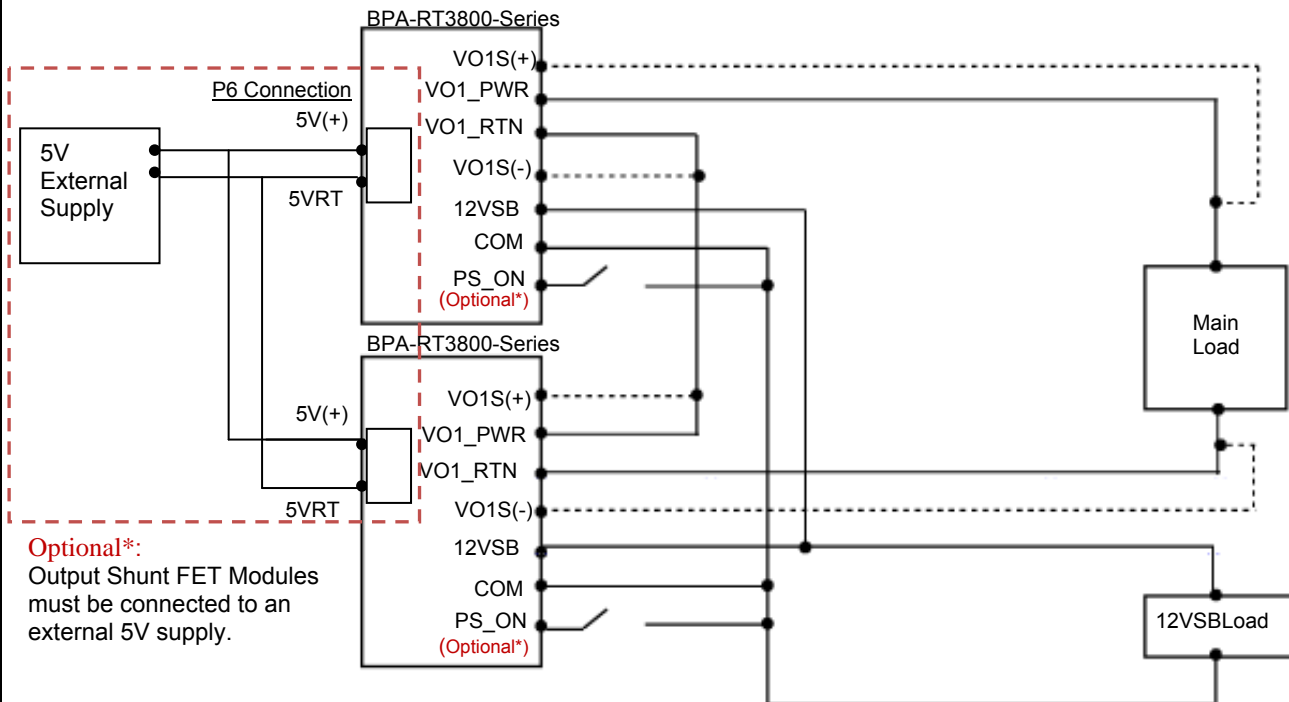 BPA-RT3800-Series
P6 Connection
5V(+)
5V
External
Supply
5VRT
VO1S(+)
VO1_PWR
VO1_RTN
VO1S(-)
12VSB
COM
PS_ON
(Optional*)
Main
Load
BPA-RT3800-Series
5V(+)
5VRT
VO1S(+)
VO1_PWR
VO1_RTN
VO1S(-)
12VSB
COM
PS_ON
(Optional*)
12VSBLoad
Optional*:
Output Shunt FET Modules
must be connected to an
external 5V supply.